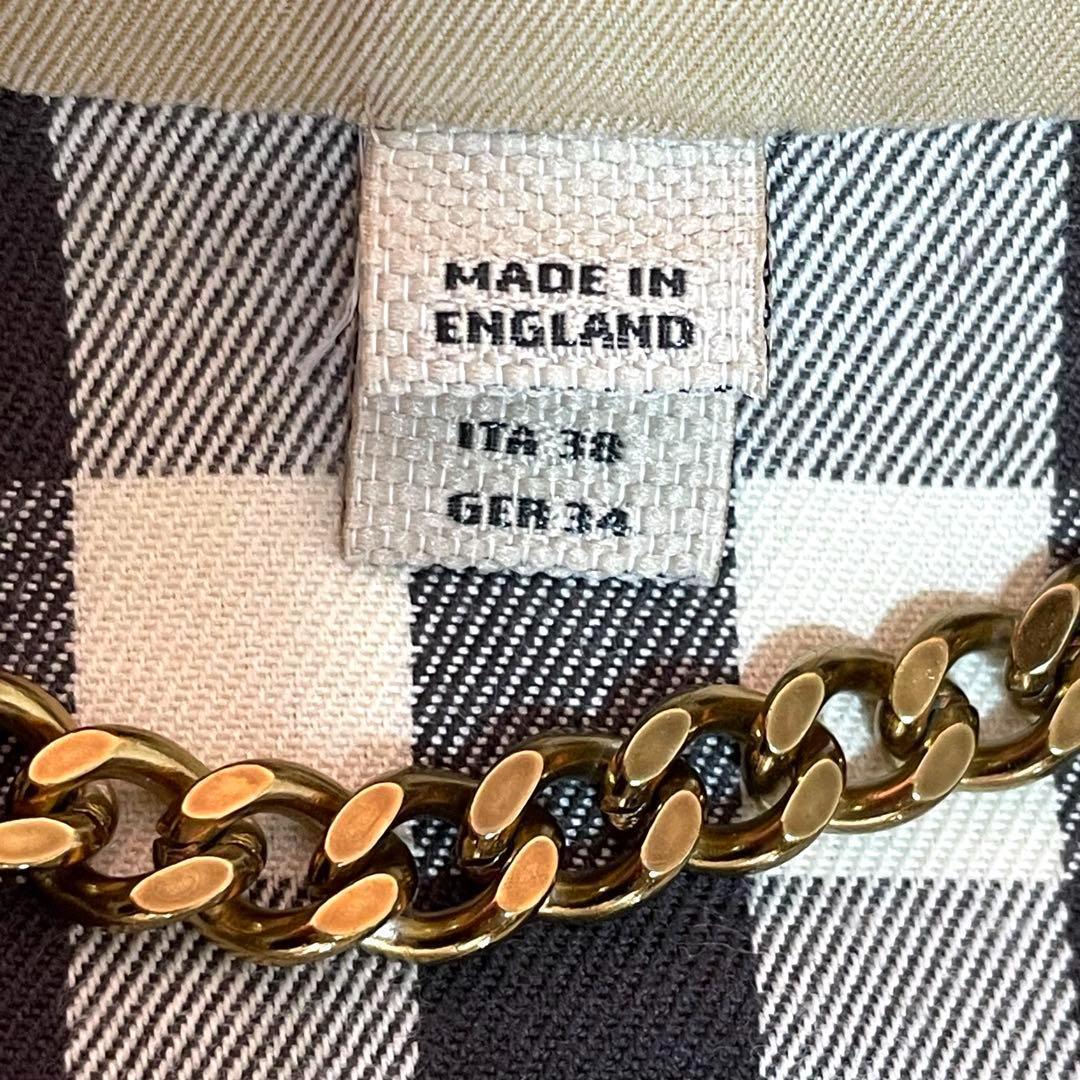 MADE IN
ENGLAND
ITA 38
GER 34